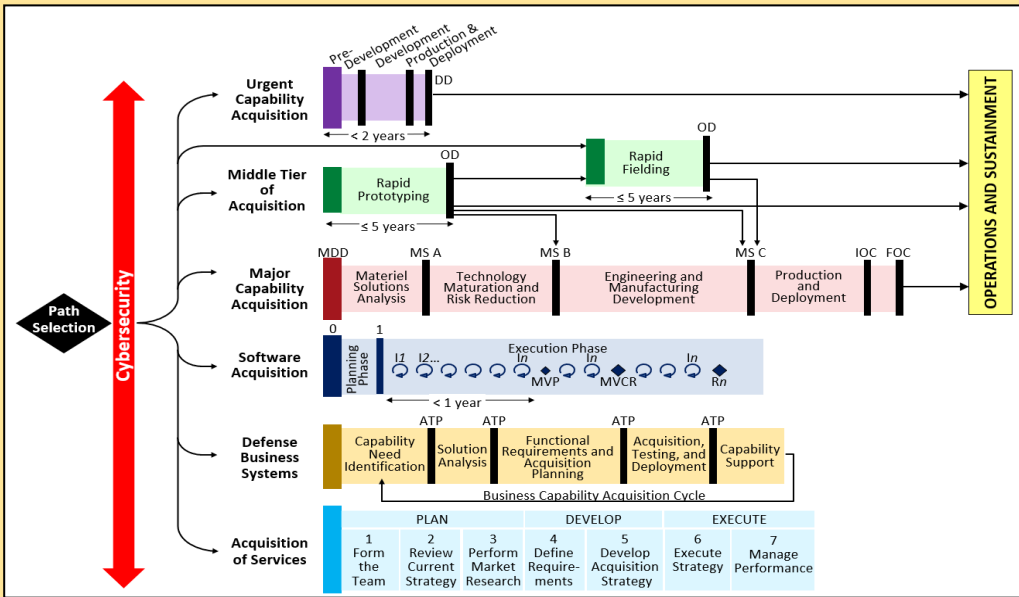 Pre-
Development
Development
Production &
Deployment
Urgent
Capability
Acquisition
DD
< 2 years
Middle Tier
of
Acquisition
Rapid
Prototyping
OD
≤ 5 years
Rapid
Fielding
OD
≤ 5 years
Major
Capability
Acquisition
MDD
MS A
MS B
MS C
IOC
FOC
Materiel
Solutions
Analysis
Technology
Maturation and
Risk Reduction
Engineering and
Manufacturing
Development
Production
and
Deployment
OPERATIONS AND SUSTAINMENT
Path
Selection
Cybersecurity
Software
Acquisition
0
1
Planning
Phase
Execution Phase
I1
I2...
In
In
In
MVP
MVCR
Rn
< 1 year
Defense
Business
Systems
ATP
ATP
ATP
ATP
Capability
Need
Identification
Solution
Analysis
Functional
Requirements and
Acquisition
Planning
Acquisition,
Testing, and
Deployment
Capability
Support
Business Capability Acquisition Cycle
Acquisition
of Services
PLAN
DEVELOP
EXECUTE
1
Form
the
Team
2
Review
Current
Strategy
3
Perform
Market
Research
4
Define
Require-
ments
5
Develop
Acquisition
Strategy
6
Execute
Strategy
7
Manage
Performance